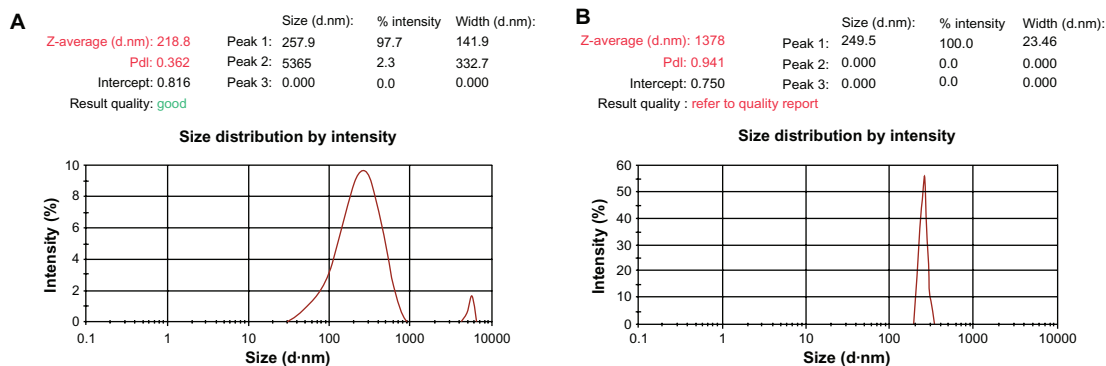 A
Size (d.nm): % intensity Width (d.nm):
Z-average (d.nm): 218.8 Peak 1: 257.9 97.7 141.9
PdI: 0.362 Peak 2: 5365 2.3 332.7
Intercept: 0.816 Peak 3: 0.000 0.0 0.000
Result quality: good
Size distribution by intensity
Intensity (%)
10
8
6
4
2
0
0.1 1 10 100 1000 10000
Size (d·nm)
B
Size (d.nm): % intensity Width (d.nm):
Z-average (d.nm): 1378 Peak 1: 249.5 100.0 23.46
PdI: 0.941 Peak 2: 0.000 0.0 0.000
Intercept: 0.750 Peak 3: 0.000 0.0 0.000
Result quality : refer to quality report
Size distribution by intensity
Intensity (%)
60
50
40
30
20
10
0
0.1 1 10 100 1000 10000
Size (d·nm)